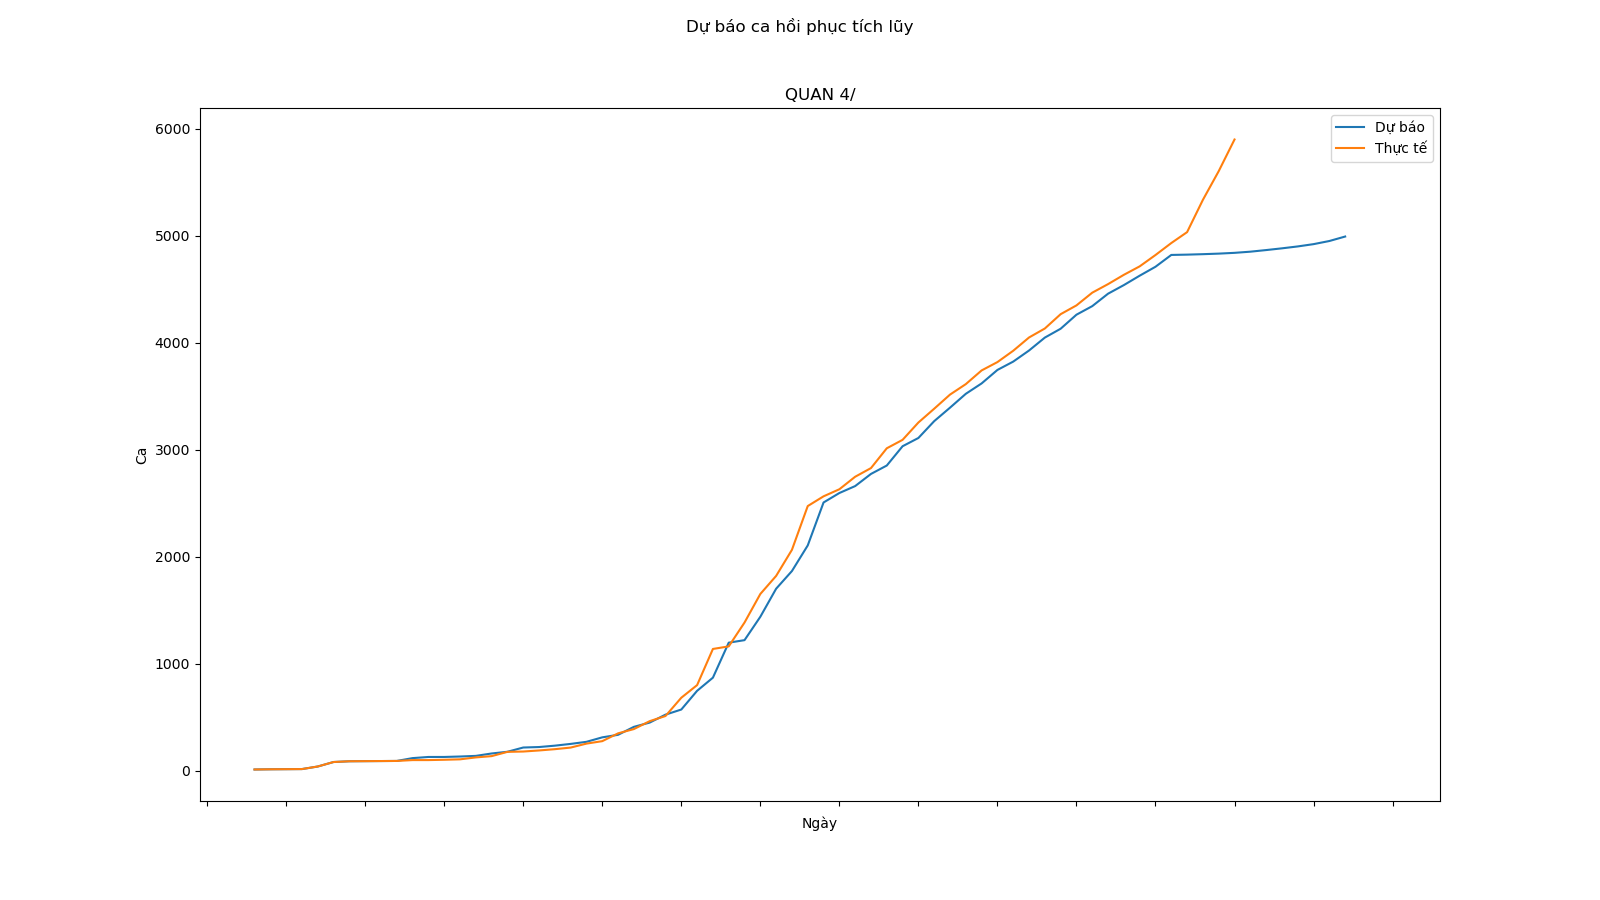 Dự báo ca hồi phục tích lũy
QUAN 4/
Dự báo
Thực tế
6000
5000
4000
3000
2000
1000
0
Ca
Ngày